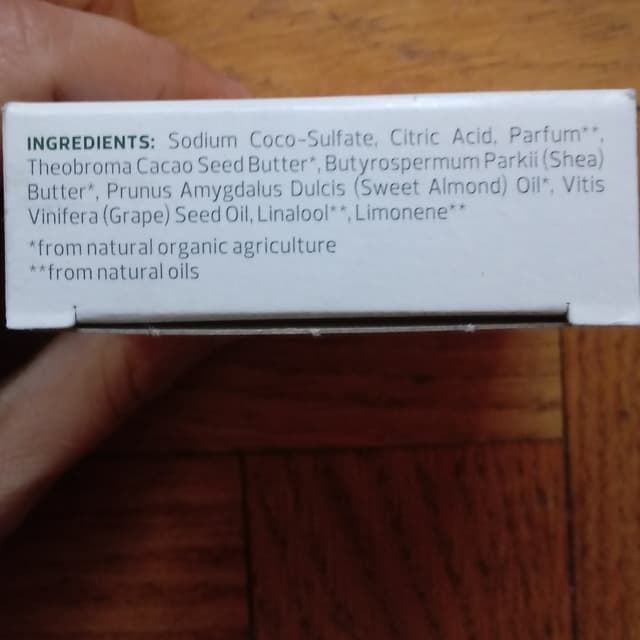 INGREDIENTS: Sodium Coco-Sulfate, Citric Acid, Parfum**,
Theobroma Cacao Seed Butter*, Butyrospermum Parkii (Shea)
Butter*, Prunus Amygdalus Dulcis (Sweet Almond) Oil*, Vitis
Vinifera (Grape) Seed Oil, Linalool**, Limonene**
*from natural organic agriculture
**from natural oils